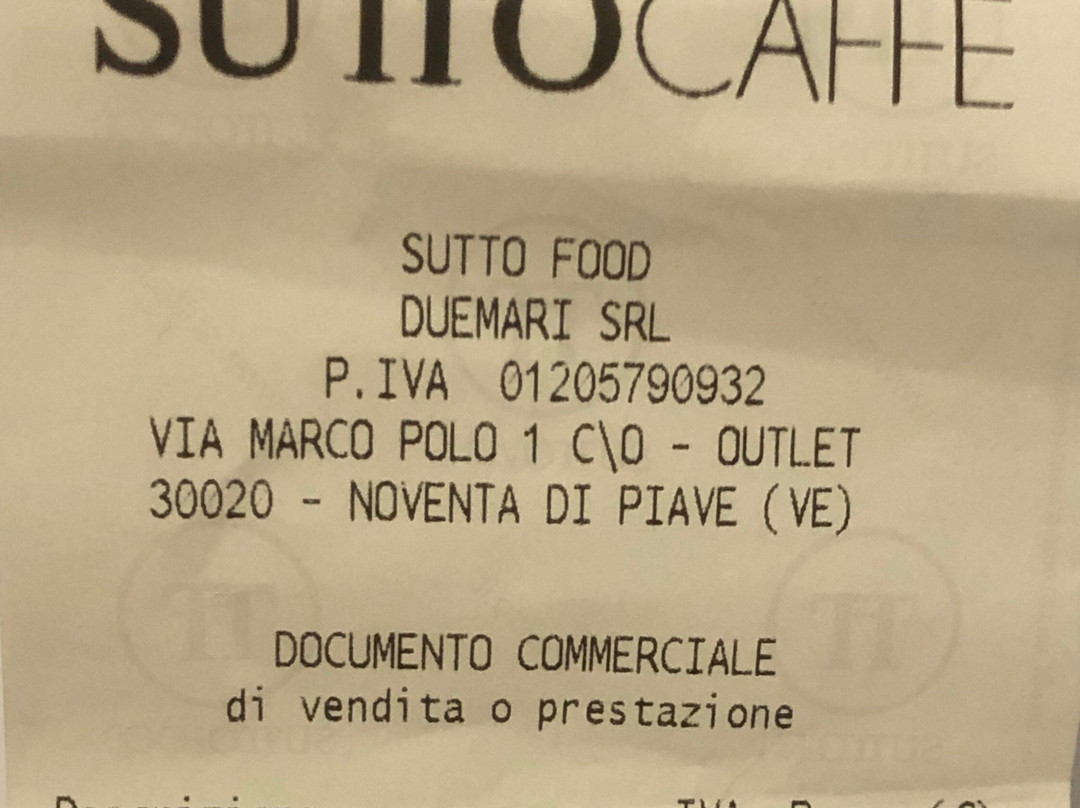 SUTTOCAFFE
SUTTO FOOD
DUEMARI SRL
P.IVA 01205790932
VIA MARCO POLO 1 C\O - OUTLET
30020 - NOVENTA DI PIAVE (VE)
DOCUMENTO COMMERCIALE
di vendita o prestazione